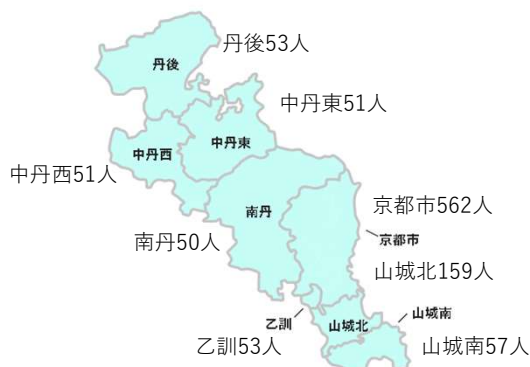 丹後53人
丹後
中丹東51人
中丹東
中丹西
中丹西51人
南丹
京都市562人
南丹50人
京都市
山城北159人
山城南
乙訓
山城北
乙訓53人
山城南57人